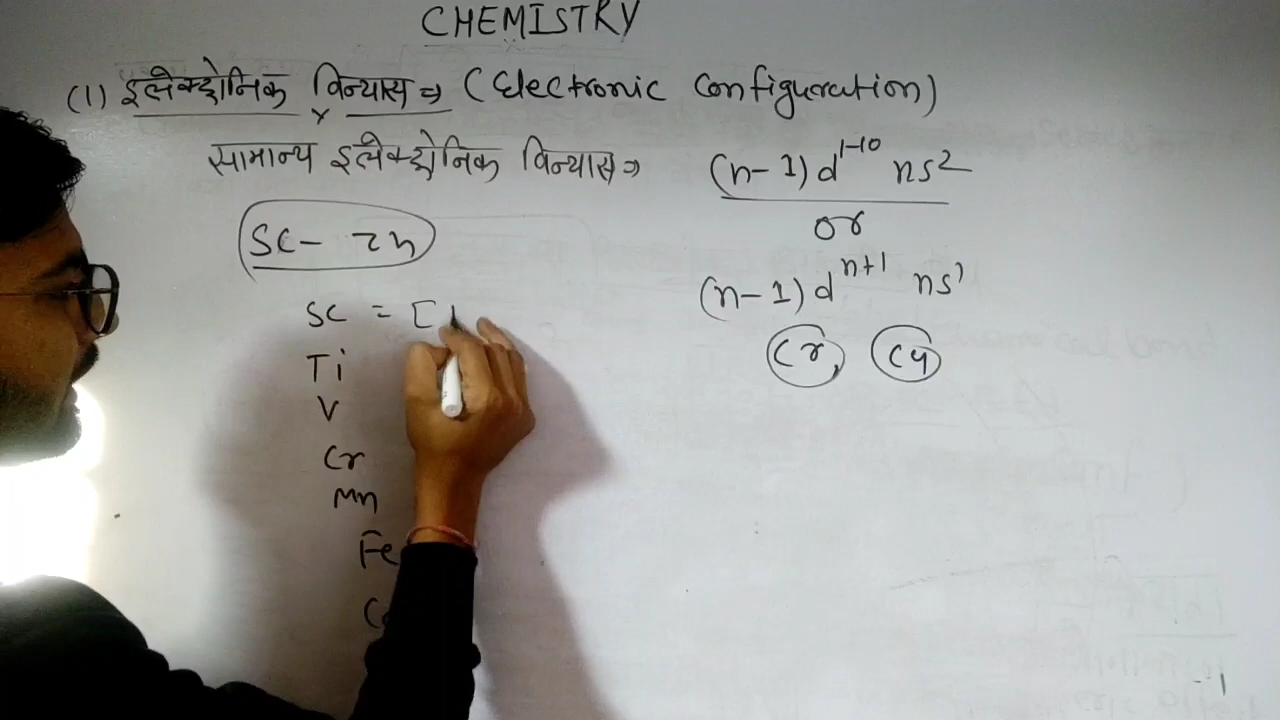 CHEMISTRY
(1) इलेक्ट्रोनिक विन्यास ⇒ (Electronic Configuration)
सामान्य इलेक्ट्रोनिक विन्यास ⇒ (n-1)d¹⁻¹⁰ ns²
or
Sc - Zn
(n-1)d^n+1 ns¹
Sc = [
Cr, Cu
Ti
V
Cr
Mn
Fe